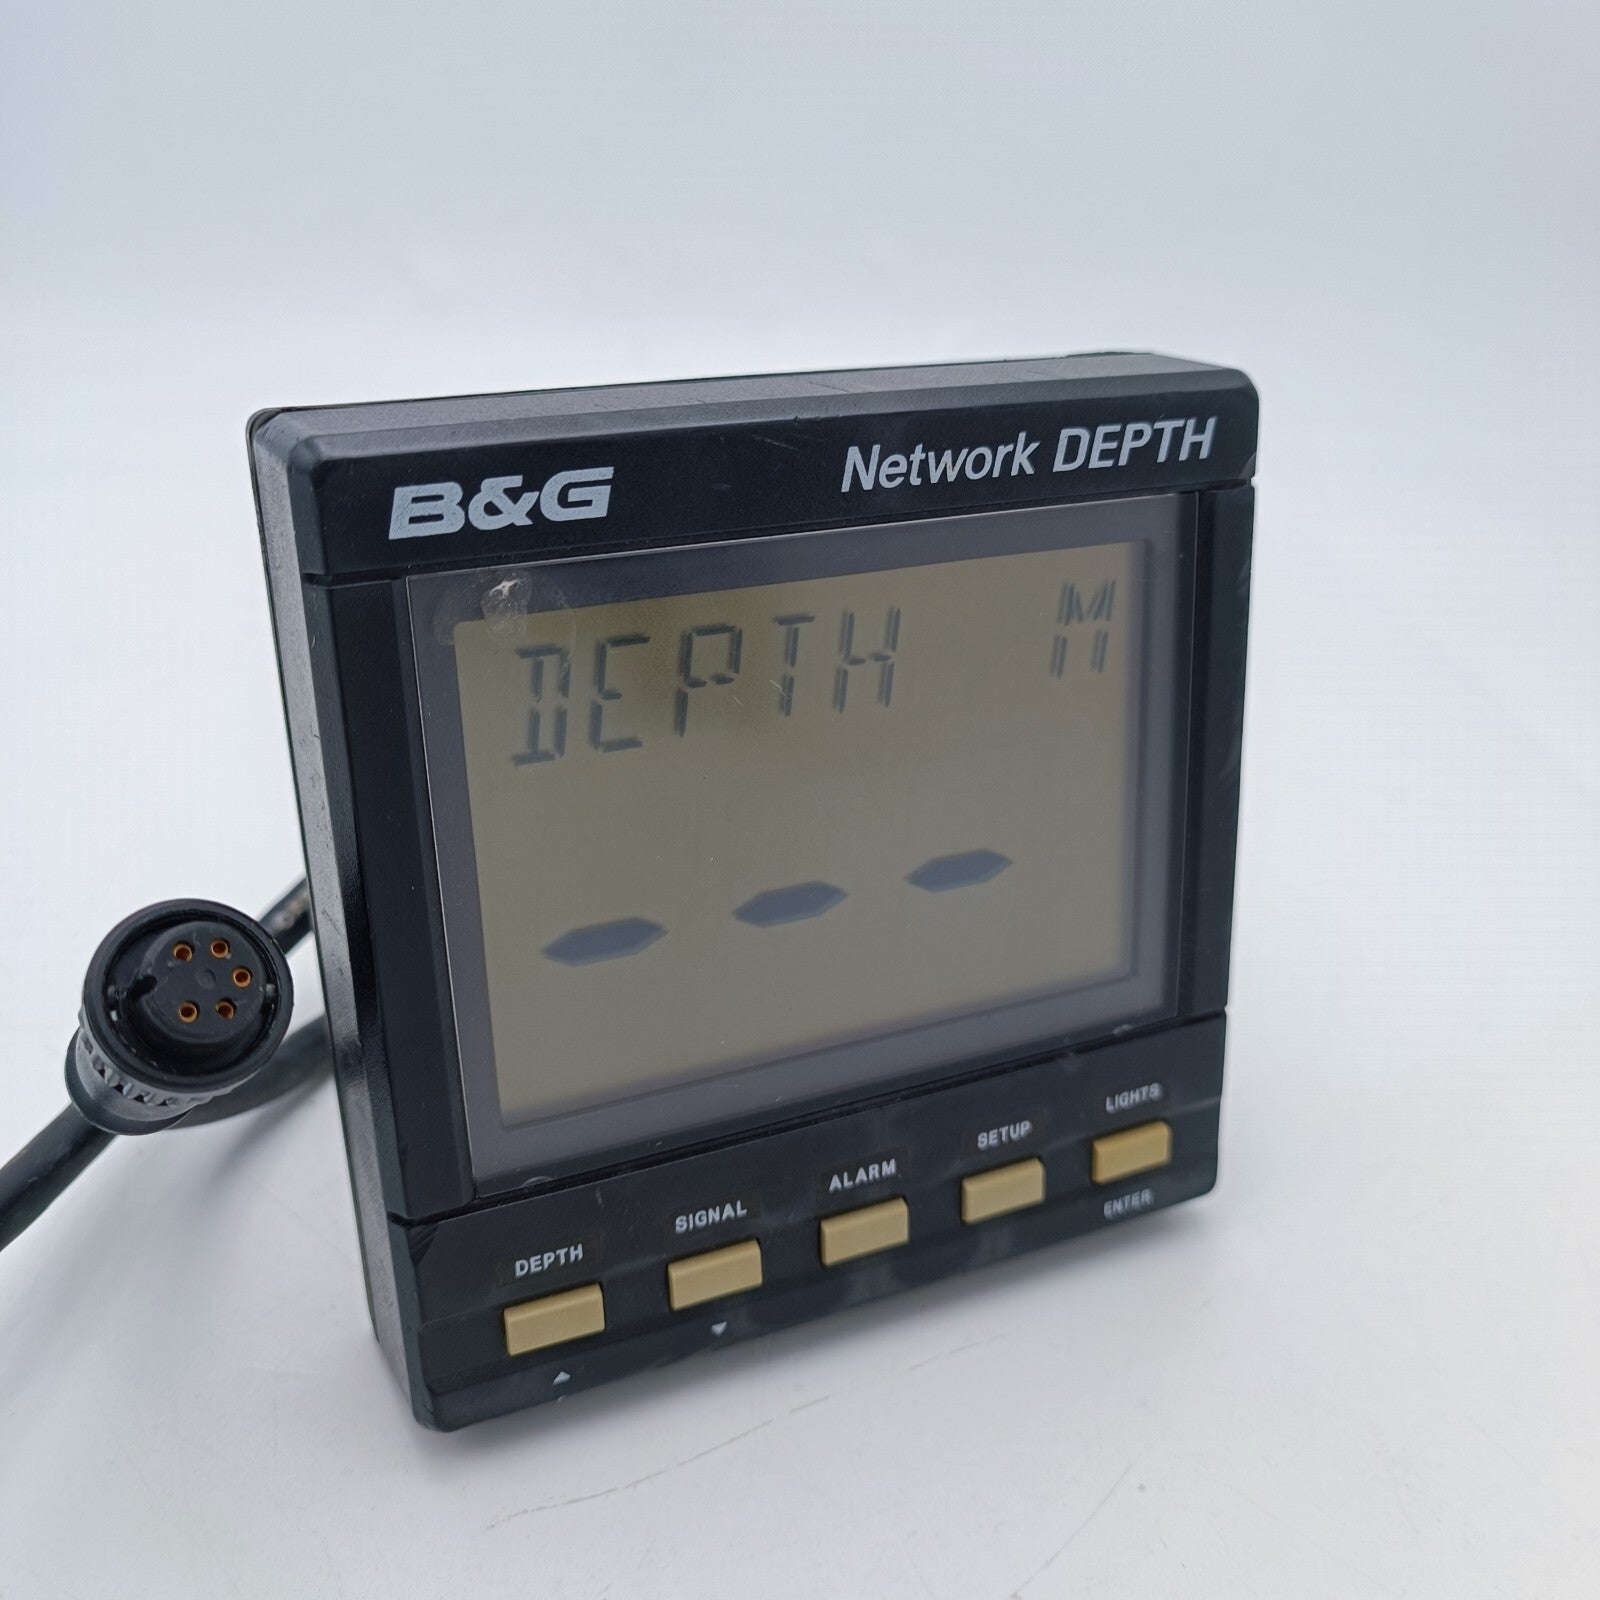 B&G Network DEPTH
DEPTH M
---
DEPTH SIGNAL ALARM SETUP LIGHTS
ENTER